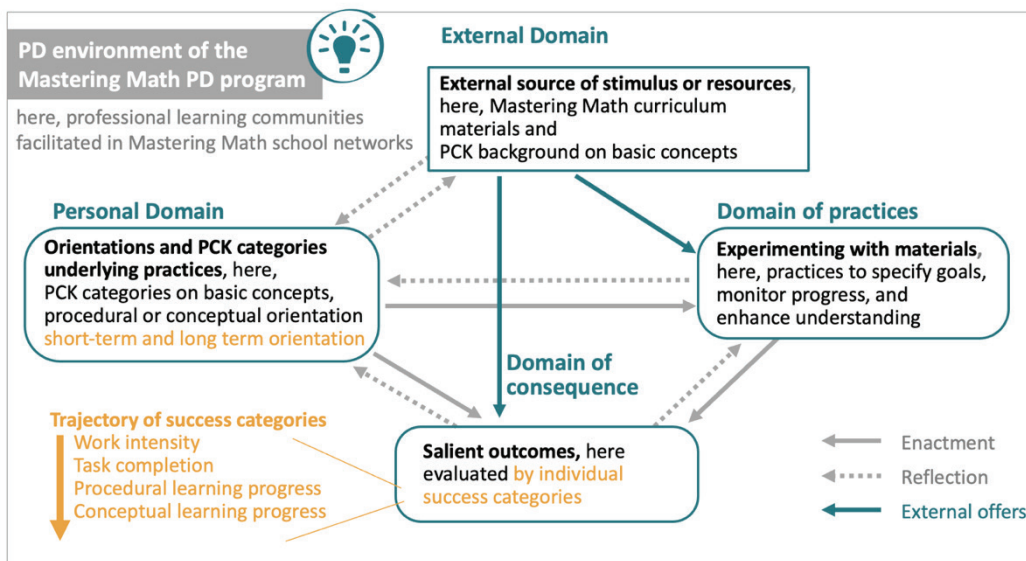 PD environment of the
Mastering Math PD program
here, professional learning communities
facilitated in Mastering Math school networks
External Domain
External source of stimulus or resources,
here, Mastering Math curriculum
materials and
PCK background on basic concepts
Personal Domain
Orientations and PCK categories
underlying practices, here,
PCK categories on basic concepts,
procedural or conceptual orientation
short-term and long term orientation
Domain of practices
Experimenting with materials,
here, practices to specify goals,
monitor progress, and
enhance understanding
Domain of
consequence
Salient outcomes, here
evaluated by individual
success categories
Trajectory of success categories
Work intensity
Task completion
Procedural learning progress
Conceptual learning progress
Enactment
Reflection
External offers